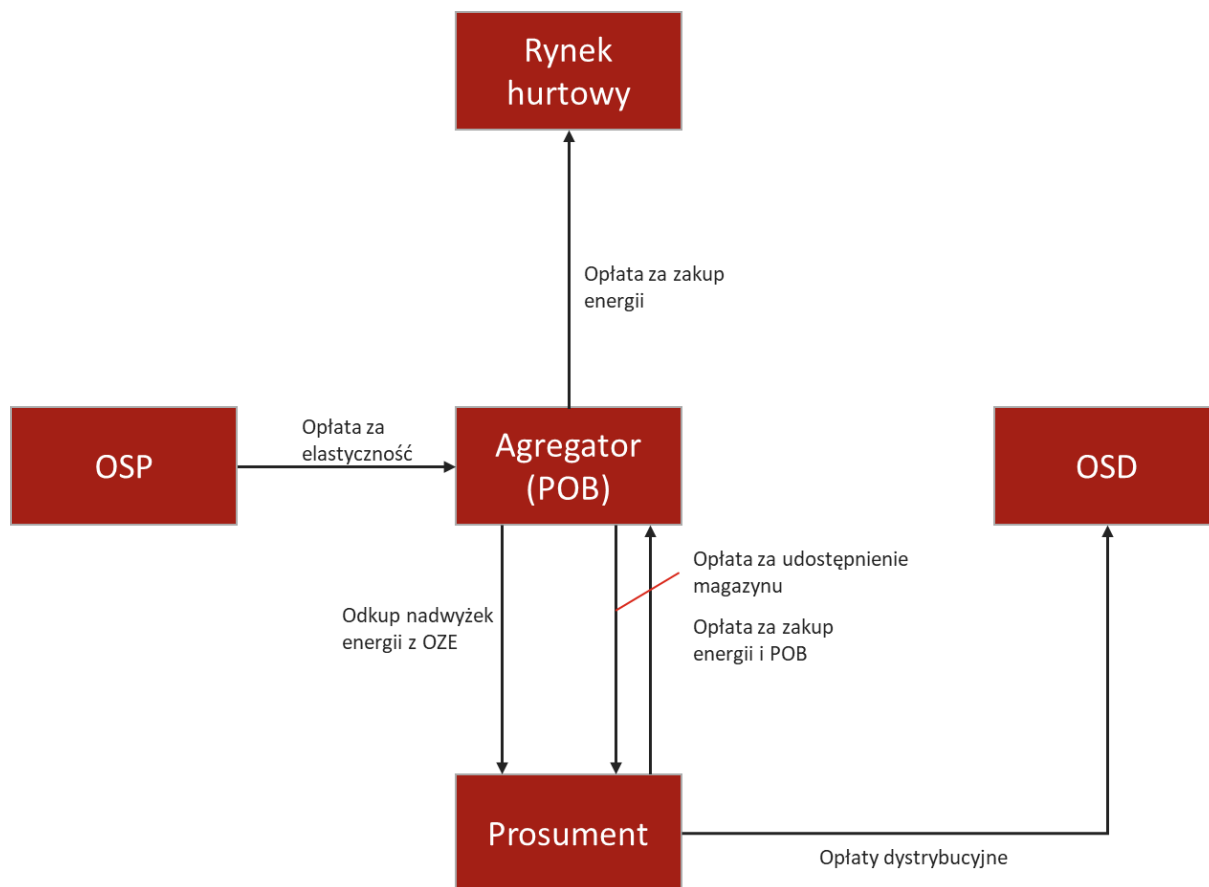 Rynek
hurtowy
Opłata za zakup
energii
OSP
Opłata za
elastyczność
Agregator
(POB)
OSD
Odkup nadwyżek
energii z OZE
Opłata za udostępnienie
magazynu
Opłata za zakup
energii i POB
Prosument
Opłaty dystrybucyjne